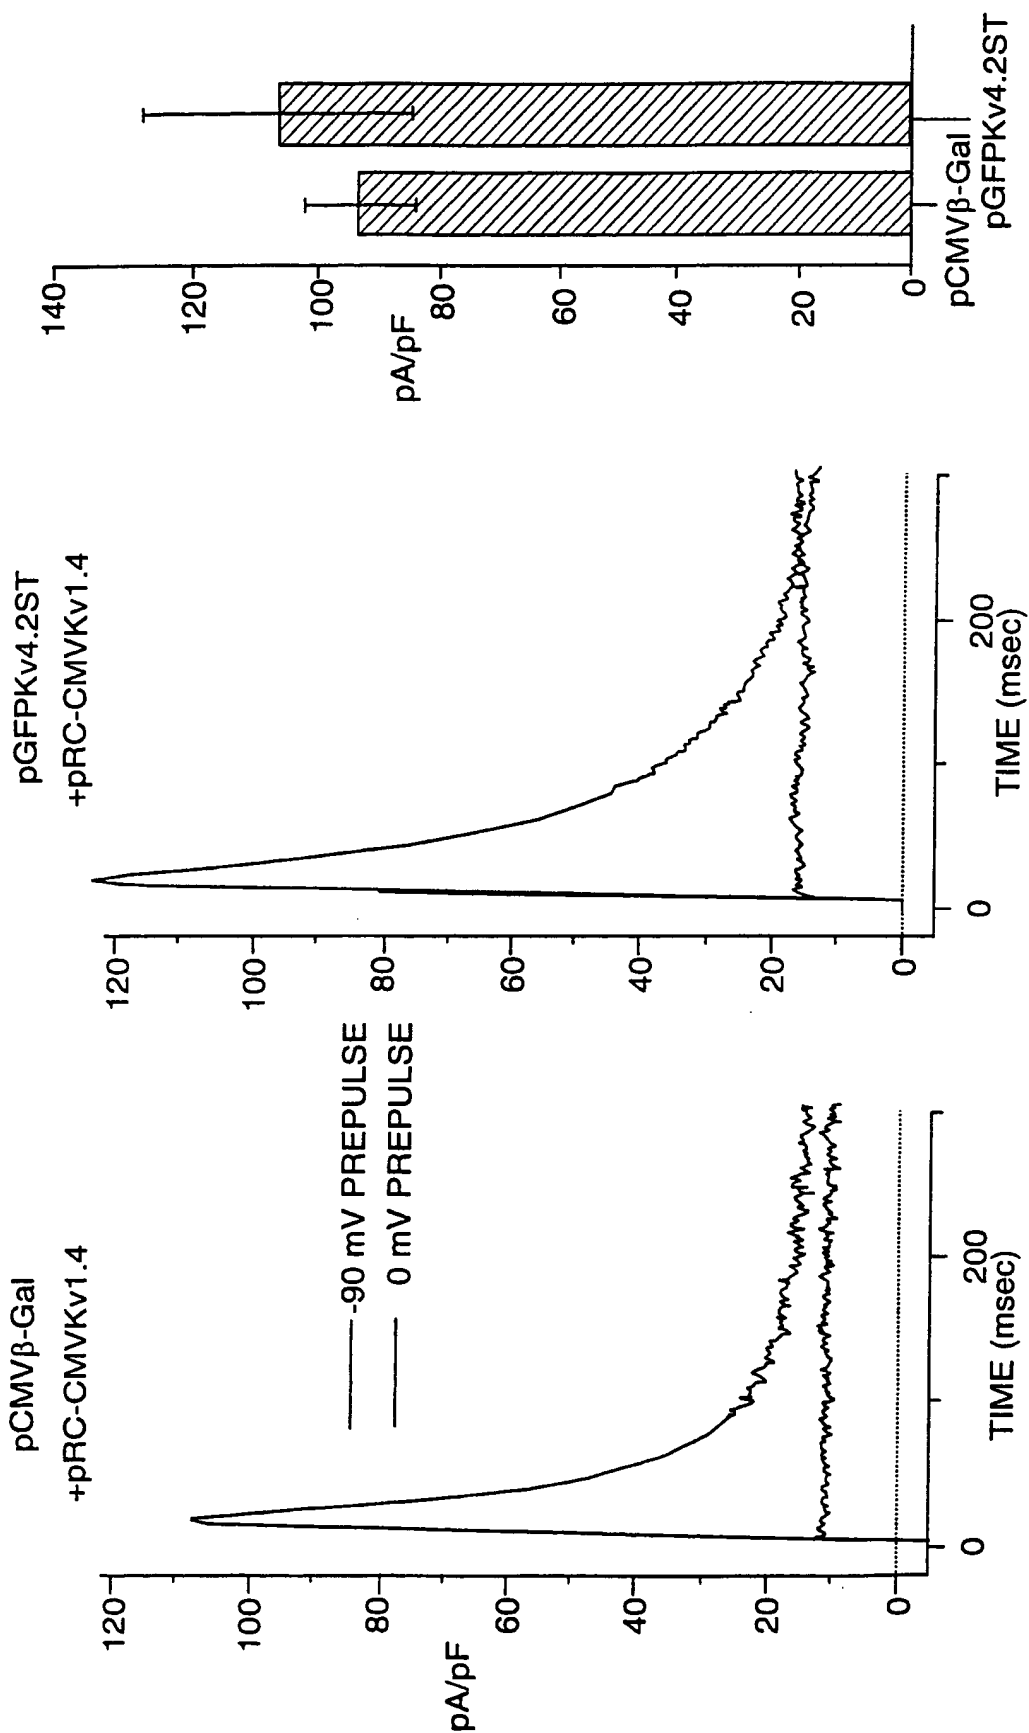 pCMVβ-Gal
+pRC-CMVKv1.4
pA/pF
120
100
80
60
40
20
0
-90 mV PREPULSE
0 mV PREPULSE
0
200
TIME (msec)
pGFPKv4.2ST
+pRC-CMVKv1.4
120
100
80
60
40
20
0
0
200
TIME (msec)
140
120
100
80
60
40
20
0
pA/pF
pCMVβ-Gal
pGFPKv4.2ST